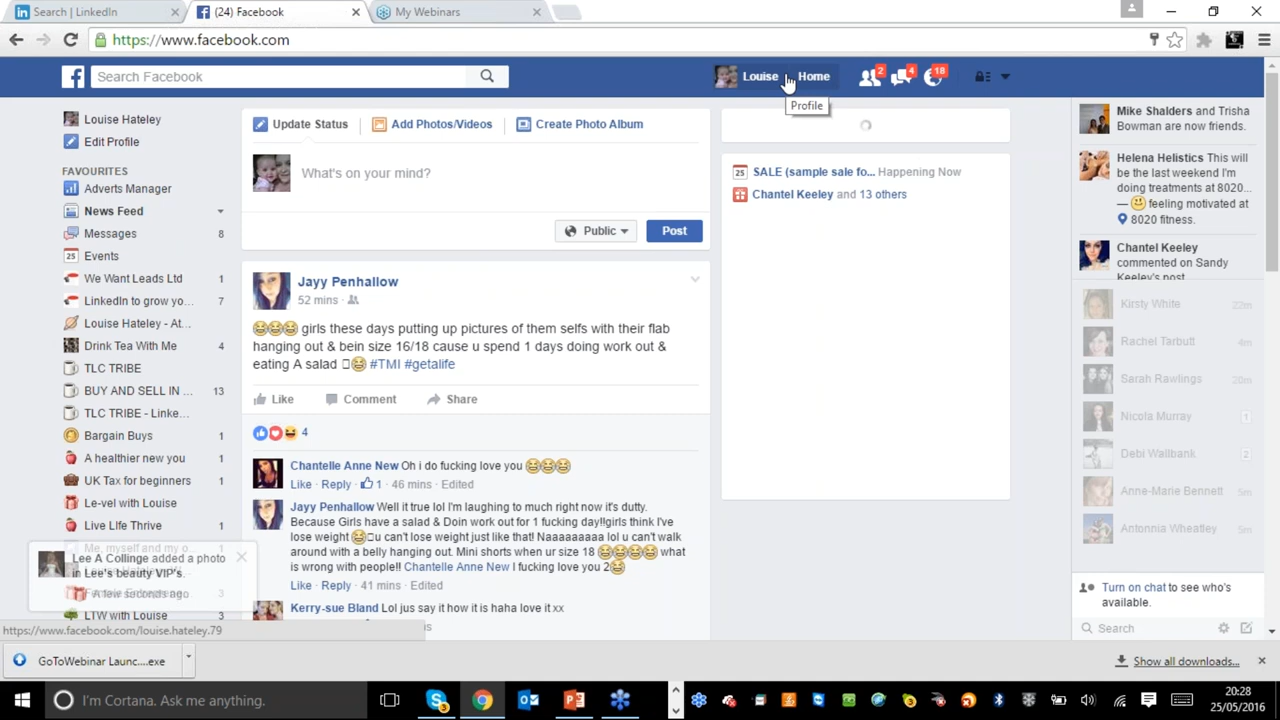 Search | LinkedIn
(24) Facebook
My Webinars
https://www.facebook.com
Search Facebook
Louise
Home
2
4
18
Profile
Louise Hateley
Edit Profile
FAVOURITES
Adverts Manager
News Feed
Messages 8
25 Events
We Want Leads Ltd 1
LinkedIn to grow yo... 7
Louise Hateley - At...
Drink Tea With Me 4
TLC TRIBE
BUY AND SELL IN ... 13
TLC TRIBE - Linke...
Bargain Buys 1
A healthier new you 1
UK Tax for beginners 1
Le-vel with Louise
Live LIfe Thrive 1
Me, myself and my o...
Lee A Collinge added a photo
in Lee's beauty VIP's.
A few seconds ago
3
LTW with Louise 3
https://www.facebook.com/louise.hateley.79
Update Status
Add Photos/Videos
Create Photo Album
What's on your mind?
Public
Post
Jayy Penhallow
52 mins
😂😂😂 girls these days putting up pictures of them selfs with their flab
hanging out & bein size 16/18 cause u spend 1 days doing work out &
eating A salad 😂 #TMI #getalife
Like
Comment
Share
4
Chantelle Anne New Oh i do fucking love you 😂😂😂
Like · Reply · 1 · 46 mins · Edited
Jayy Penhallow Well it true lol I'm laughing to much right now it's dutty.
Because Girls have a salad & Doin work out for 1 fucking day!!girls think I've
lose weight 😂u can't lose weight just like that! Naaaaaaaaa lol u can't walk
around with a belly hanging out. Mini shorts when ur size 18 😂😂😂😂 what
is wrong with people!! Chantelle Anne New I fucking love you 2😂
Like · Reply · 41 mins · Edited
Kerry-sue Bland Lol jus say it how it is haha love it xx
25 SALE (sample sale fo... Happening Now
Chantel Keeley and 13 others
Mike Shalders and Trisha
Bowman are now friends.
Helena Helistics This will
be the last weekend I'm
doing treatments at 8020...
— feeling motivated at
8020 fitness.
Chantel Keeley
commented on Sandy
Keeley's post
Kirsty White 22m
Rachel Tarbutt 4m
Sarah Rawlings 20m
Nicola Murray 1
Debi Wallbank 2
Anne-Marie Bennett 5m
Antonnia Wheatley 5m
Turn on chat to see who's
available.
Search
GoToWebinar Launc....exe
Show all downloads...
I'm Cortana. Ask me anything.
20:28
25/05/2016